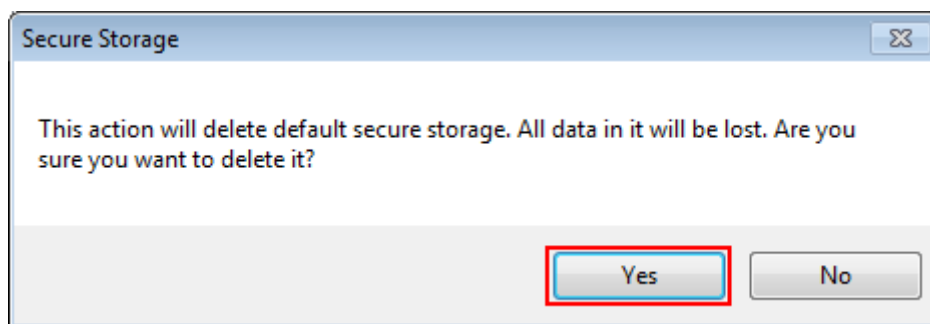 Secure Storage
This action will delete default secure storage. All data in it will be lost. Are you
sure you want to delete it?
Yes
No